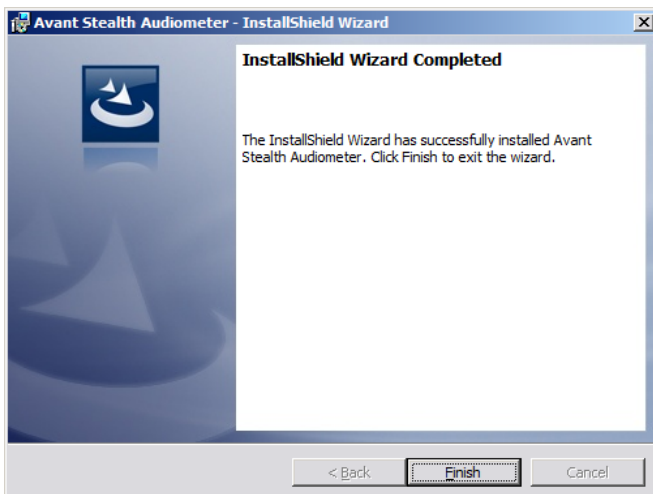 Avant Stealth Audiometer - InstallShield Wizard
InstallShield Wizard Completed
The InstallShield Wizard has successfully installed Avant
Stealth Audiometer. Click Finish to exit the wizard.
< Back Finish Cancel